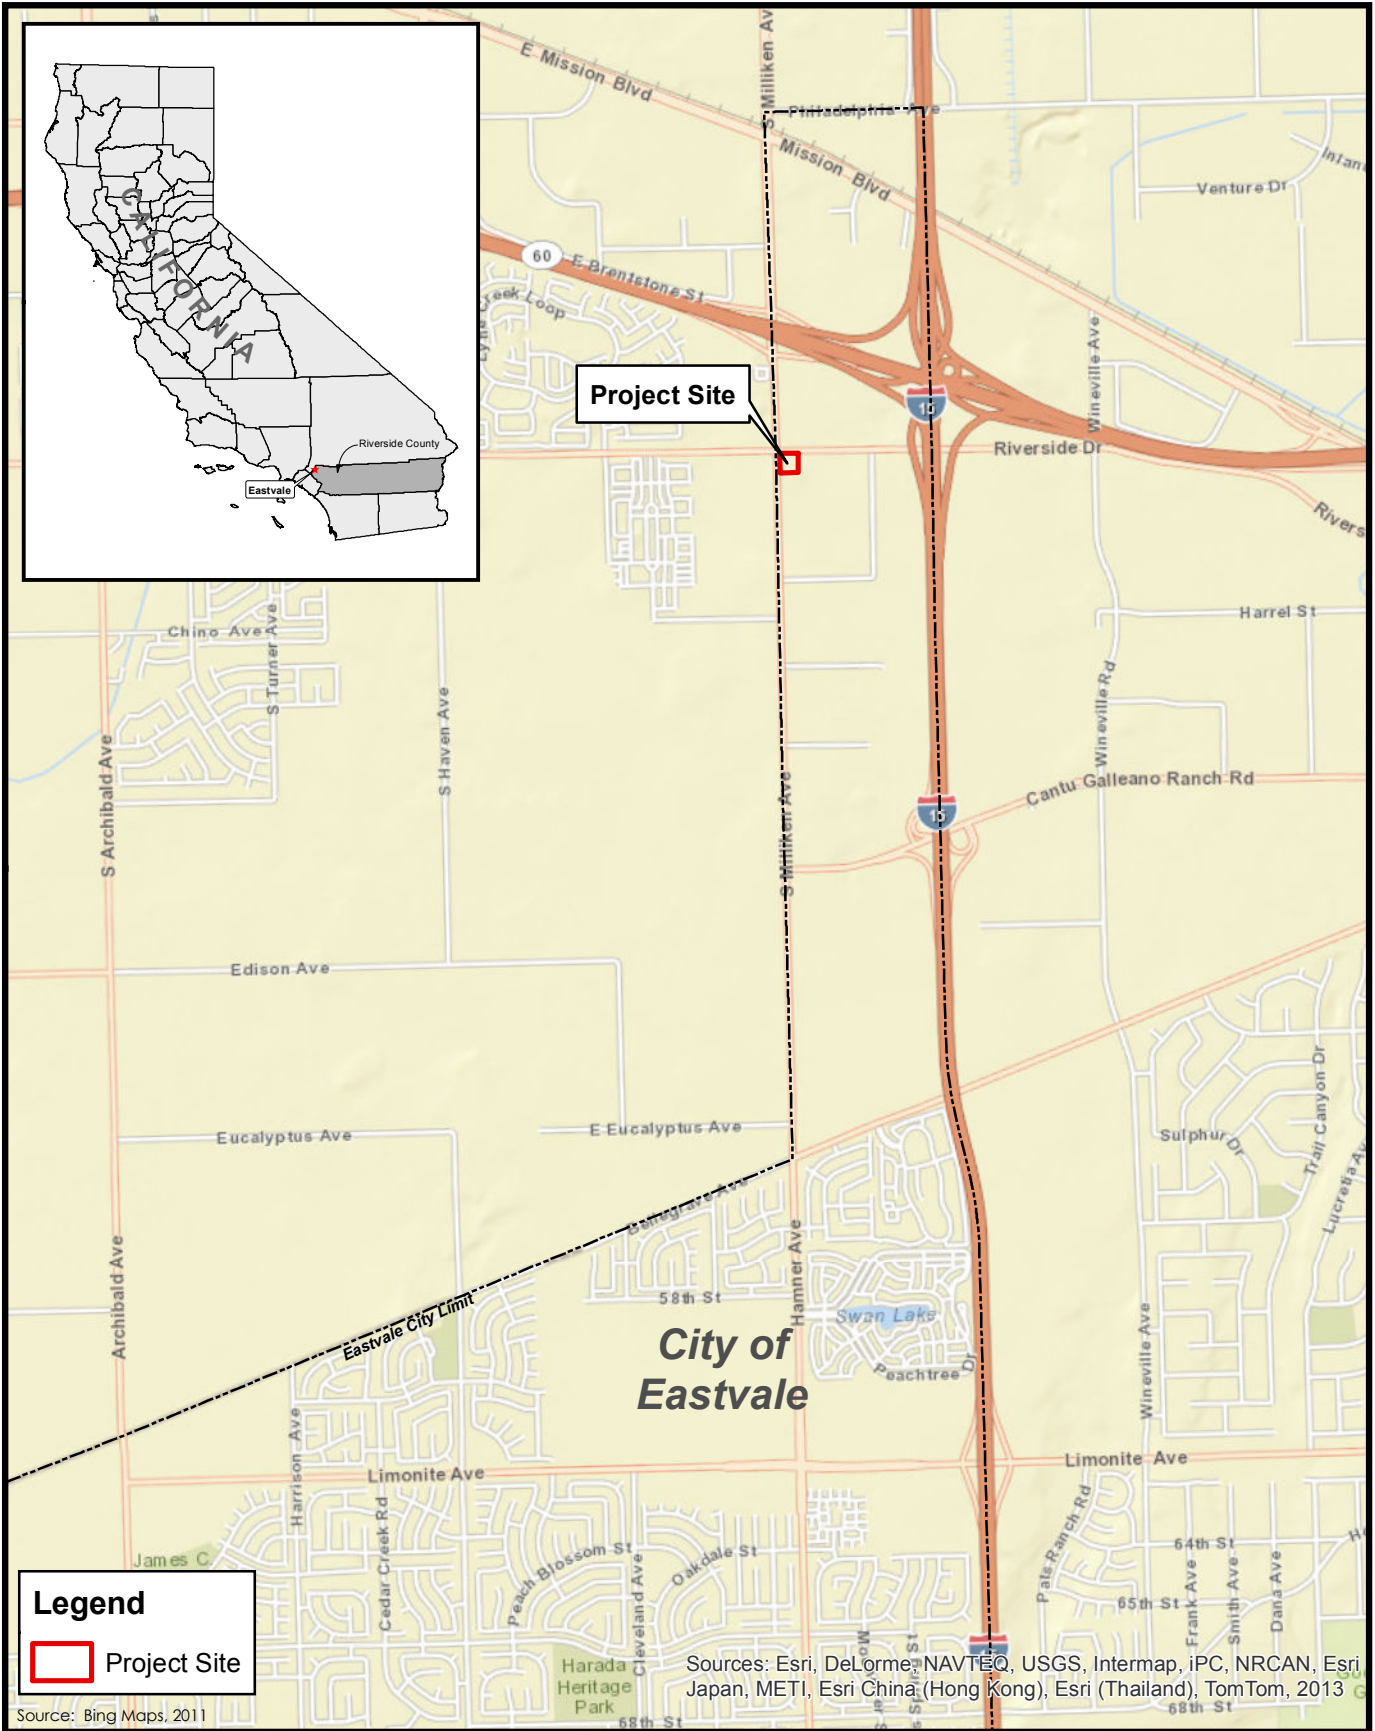 E Mission Blvd
S Milliken Av
Philadelphia Ave
Mission Blvd
Venture Dr
Inlan
CALIFORNIA
60
E Brentstone St
Creek Loop
Wineville Ave
Project Site
15
Riverside Dr
Rivers
Riverside County
Eastvale
Harrel St
Chino Ave
S Turner Ave
S Haven Ave
S Archibald Ave
Wineville Rd
S Milliken Ave
15
Cantu Galleano Ranch Rd
Edison Ave
Eucalyptus Ave
E Eucalyptus Ave
Sulphur Dr
Trail Canyon Dr
Lucretia Av
Bellegrave Ave
Archibald Ave
Hamner Ave
58th St
Swan Lake
Eastvale City Limit
City of
Eastvale
Peachtree Dr
Wineville Ave
Harrison Ave
Limonite Ave
Limonite Ave
Cedar Creek Rd
James C.
Peach Blossom St
Cleveland Ave
Oakdale St
Pats Ranch Rd
64th St
65th St
Frank Ave
Smith Ave
Dana Ave
Legend
Project Site
Harada
Heritage
Park
68th St
68th St
Sources: Esri, DeLorme, NAVTEQ, USGS, Intermap, iPC, NRCAN, Esri
Japan, METI, Esri China (Hong Kong), Esri (Thailand), TomTom, 2013
Source: Bing Maps, 2011